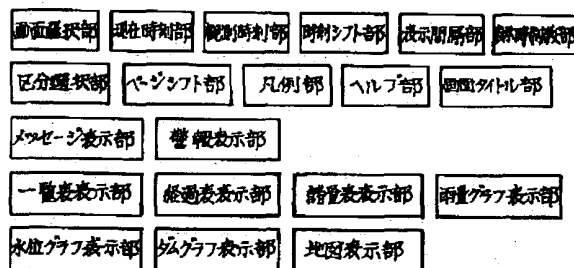 画面選択部 現在時刻部 観測時刻部 時刻シフト部 表示間隔部
区分選択部 ページシフト部 凡例部 ヘルプ部 画面タイトル部
メッセージ表示部 警報表示部
一覧表表示部 経過表表示部 諸量表表示部 雨量グラフ表示部
水位グラフ表示部 ダムグラフ表示部 地図表示部